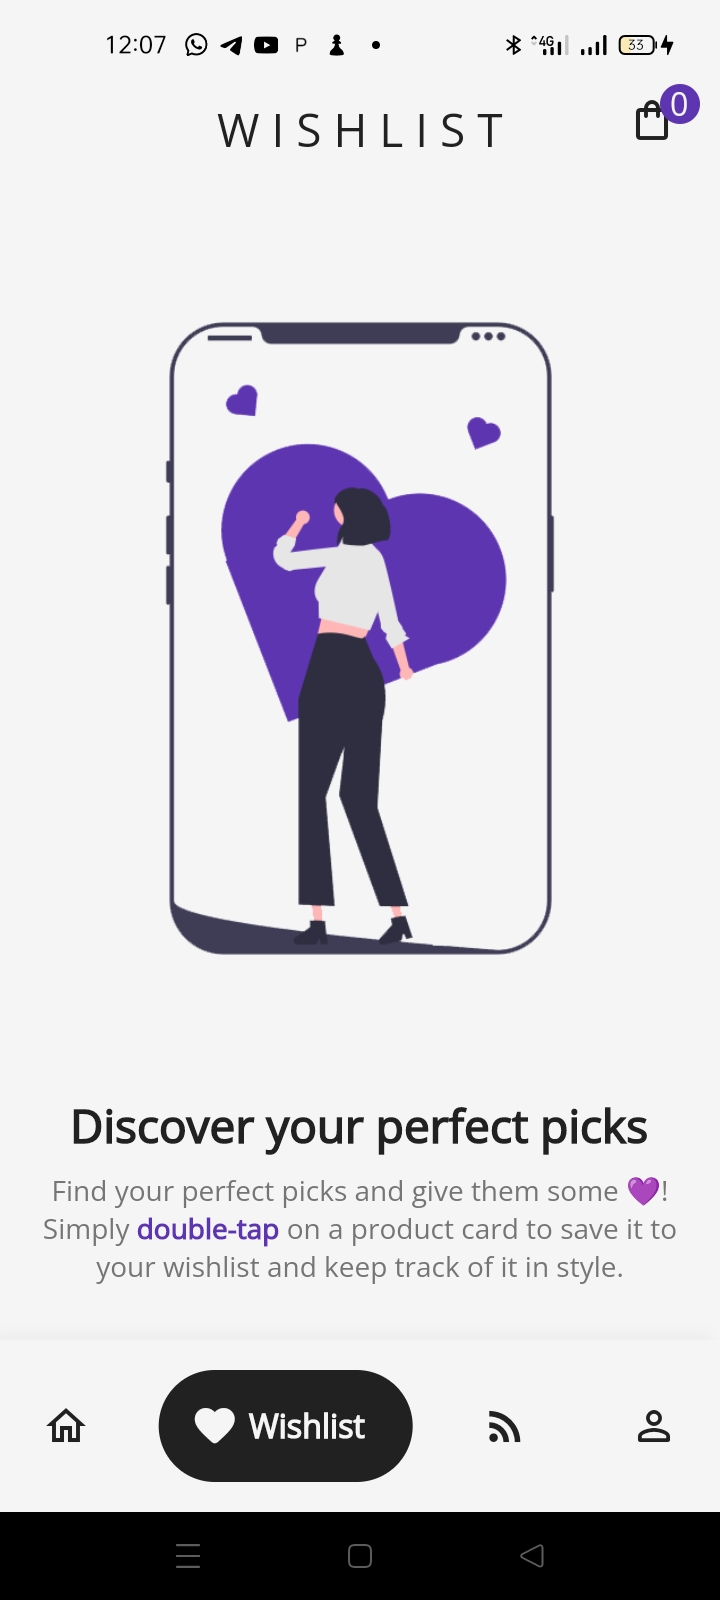 12:07 P 4G 33
WISHLIST
0
Discover your perfect picks
Find your perfect picks and give them some 💜!
Simply double-tap on a product card to save it to
your wishlist and keep track of it in style.
Wishlist